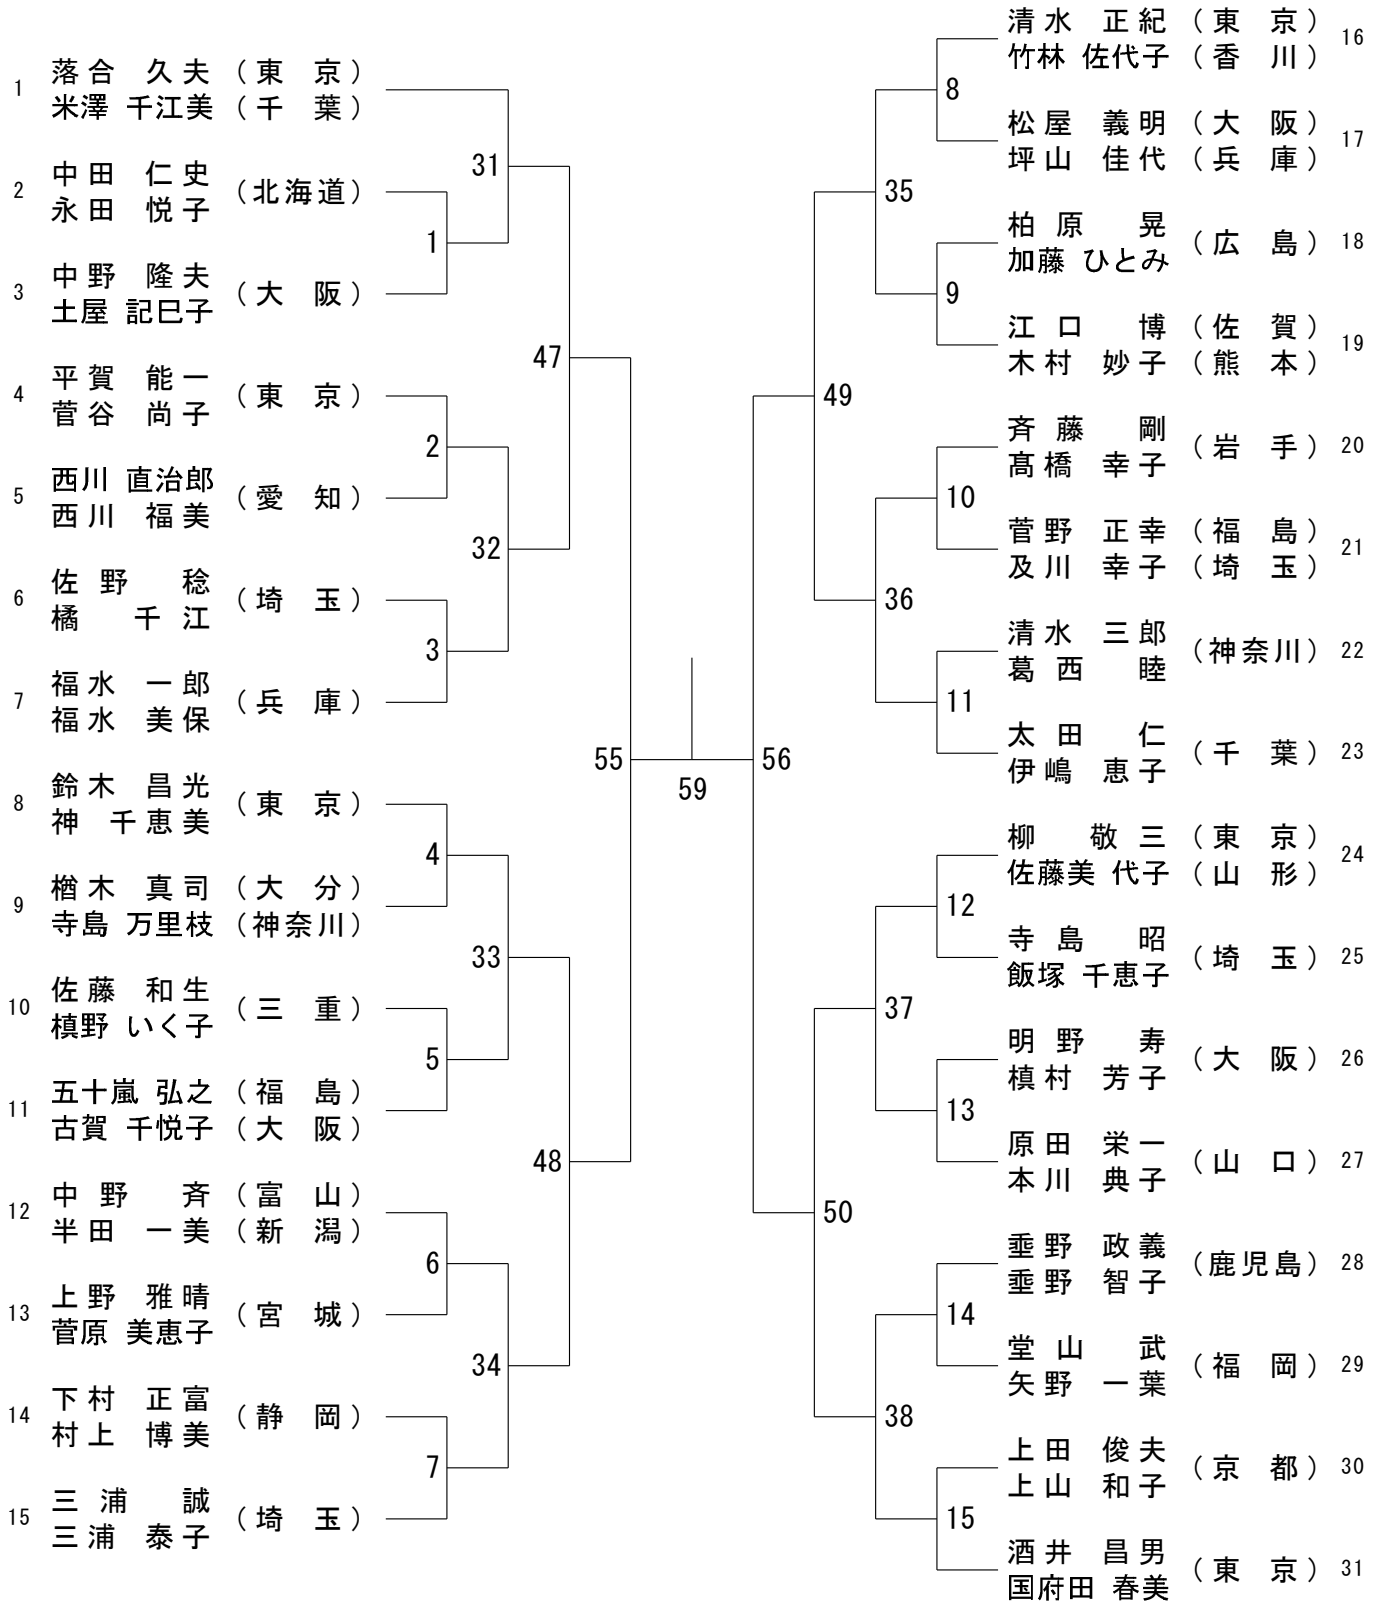 1 落合 久夫 (東 京)
米澤 千江美 (千 葉)
2 中田 仁史 (北海道)
永田 悦子
3 中野 隆夫 (大 阪)
土屋 記巳子
4 平賀 能一 (東 京)
菅谷 尚子
5 西川 直治郎 (愛 知)
西川 福美
6 佐野 稔 (埼 玉)
橘 千江
7 福水 一郎 (兵 庫)
福水 美保
8 鈴木 昌光 (東 京)
神 千恵美
9 楢木 真司 (大 分)
寺島 万里枝 (神奈川)
10 佐藤 和生 (三 重)
槙野 いく子
11 五十嵐 弘之 (福 島)
古賀 千悦子 (大 阪)
12 中野 斉 (富 山)
半田 一美 (新 潟)
13 上野 雅晴 (宮 城)
菅原 美恵子
14 下村 正富 (静 岡)
村上 博美
15 三浦 誠 (埼 玉)
三浦 泰子
31
1
47
2
32
3
55
4
33
5
48
6
34
7
59
56
49
35
8
9
36
10
11
50
37
12
13
38
14
15
清水 正紀 (東 京) 16
竹林 佐代子 (香 川)
松屋 義明 (大 阪) 17
坪山 佳代 (兵 庫)
柏原 晃 (広 島) 18
加藤 ひとみ
江口 博 (佐 賀) 19
木村 妙子 (熊 本)
斉藤 剛 (岩 手) 20
髙橋 幸子
菅野 正幸 (福 島) 21
及川 幸子 (埼 玉)
清水 三郎 (神奈川) 22
葛西 睦
太田 仁 (千 葉) 23
伊嶋 恵子
柳 敬三 (東 京) 24
佐藤美 代子 (山 形)
寺島 昭 (埼 玉) 25
飯塚 千恵子
明野 寿 (大 阪) 26
槙村 芳子
原田 栄一 (山 口) 27
本川 典子
埀野 政義 (鹿児島) 28
埀野 智子
堂山 武 (福 岡) 29
矢野 一葉
上田 俊夫 (京 都) 30
上山 和子
酒井 昌男 (東 京) 31
国府田 春美